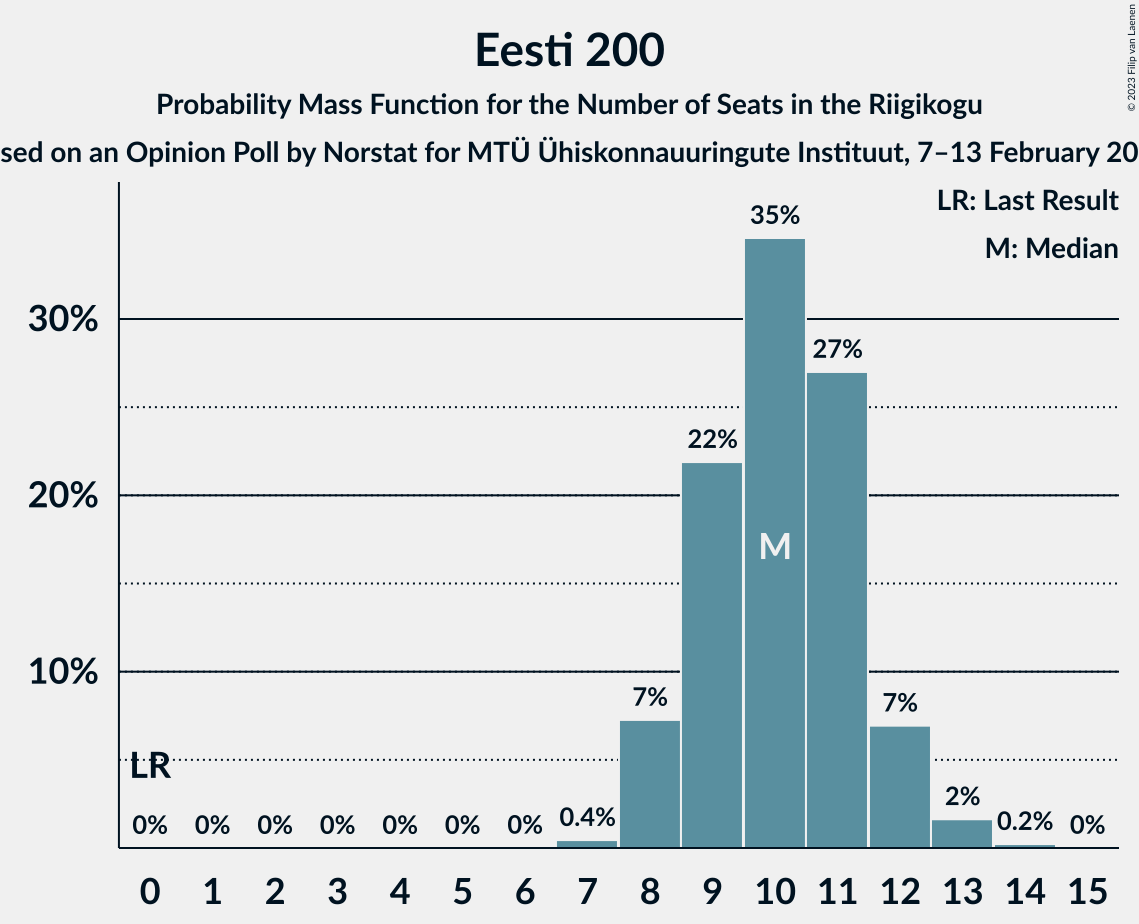 Eesti 200
Probability Mass Function for the Number of Seats in the Riigikogu
sed on an Opinion Poll by Norstat for MTÜ Ühiskonnauuringute Instituut, 7–13 February 20
© 2023 Filip van Laenen
LR: Last Result
M: Median
35%
30%
27%
22%
20%
M
10%
7%
7%
LR
2%
0% 0% 0% 0% 0% 0% 0% 0.4% 0.2% 0%
0 1 2 3 4 5 6 7 8 9 10 11 12 13 14 15